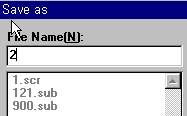 Save as
File Name(N):
2
1.scr
121.sub
900.sub